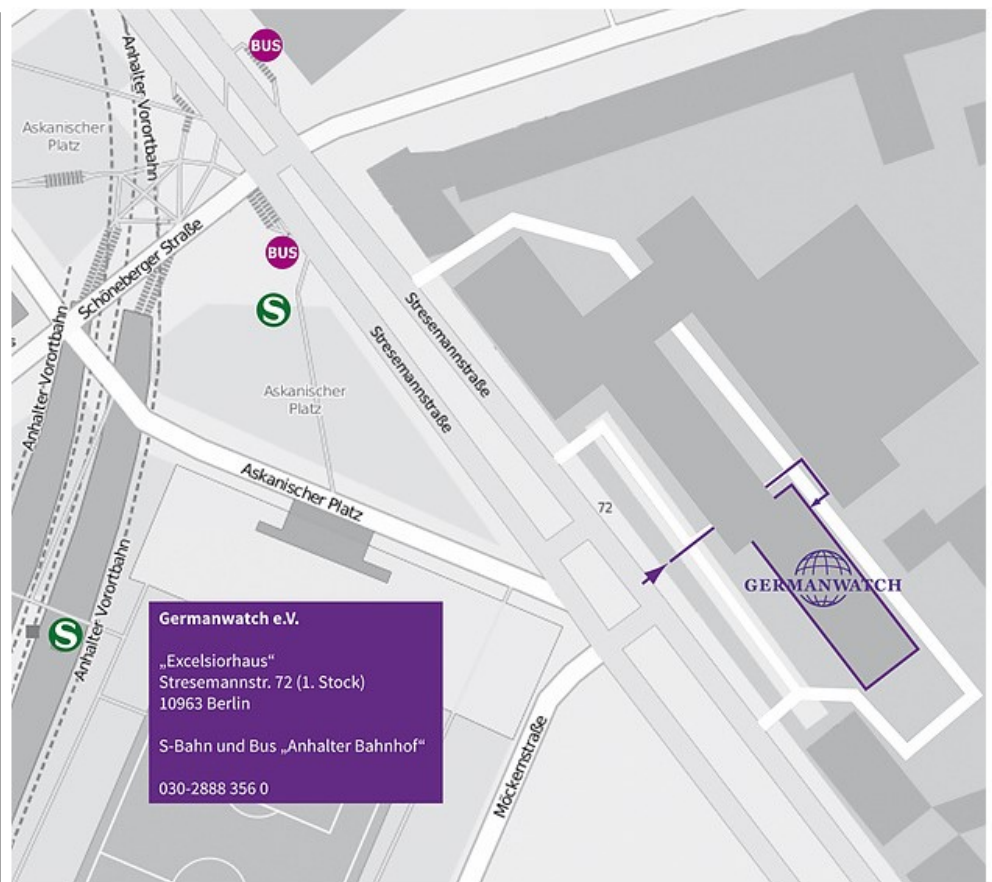 BUS
Anhalter Vorortbahn
Askanischer
Platz
Schöneberger Straße
BUS
S
Stresemannstraße
Stresemannstraße
Anhalter Vorortbahn
Askanischer
Platz
Askanischer Platz
72
GERMANWATCH
S
Anhalter Vorortbahn
Germanwatch e.V.
„Excelsiorhaus“
Stresemannstr. 72 (1. Stock)
10963 Berlin
S-Bahn und Bus „Anhalter Bahnhof“
030-2888 356 0
Möckernstraße